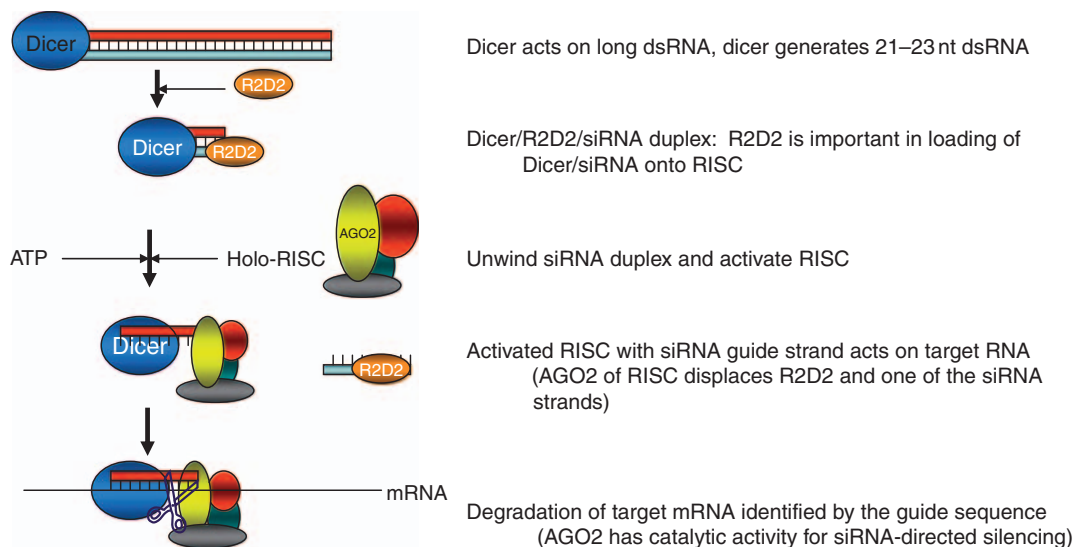 Dicer
Dicer acts on long dsRNA, dicer generates 21–23 nt dsRNA
R2D2
Dicer
R2D2
Dicer/R2D2/siRNA duplex: R2D2 is important in loading of
Dicer/siRNA onto RISC
AGO2
ATP
Holo-RISC
Unwind siRNA duplex and activate RISC
Dicer
R2D2
Activated RISC with siRNA guide strand acts on target RNA
(AGO2 of RISC displaces R2D2 and one of the siRNA
strands)
mRNA
Degradation of target mRNA identified by the guide sequence
(AGO2 has catalytic activity for siRNA-directed silencing)